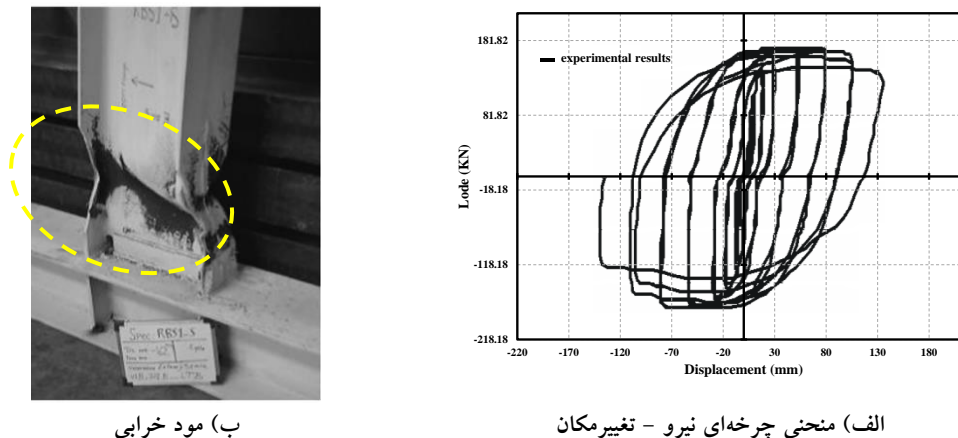 181.82
experimental results
81.82
Lode (KN)
-18.18
-118.18
-218.18
-220 -170 -120 -70 -20 30 80 130 180
Displacement (mm)
الف) منحنی چرخه‌ای نیرو - تغییرمکان
RBS1-S
Spec RBS1-S
ب) مود خرابی